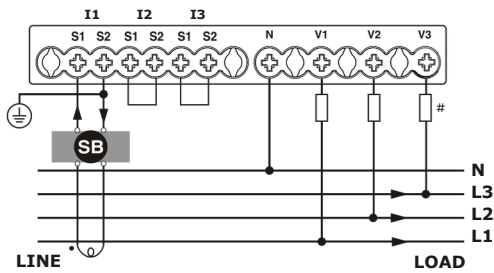 I1 I2 I3
S1 S2 S1 S2 S1 S2 N V1 V2 V3
#
SB
N
L3
L2
L1
LINE LOAD